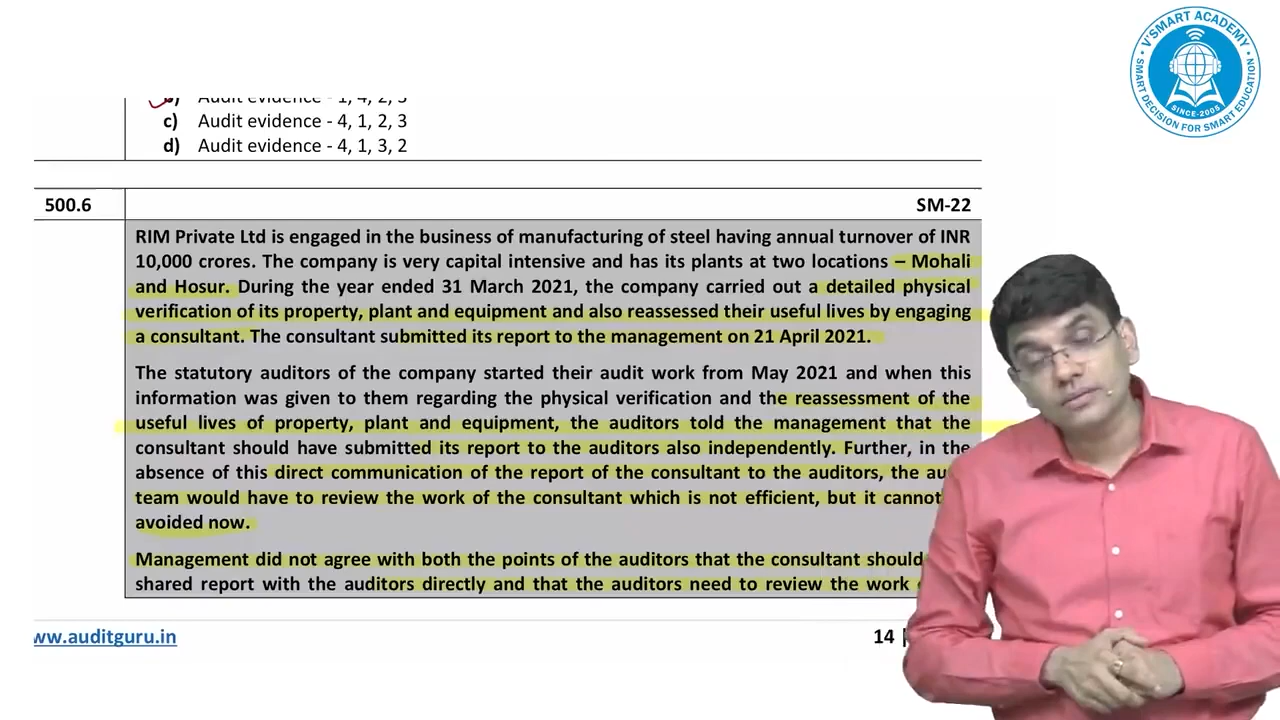 Audit evidence - 1, 4, 2, 3
c) Audit evidence - 4, 1, 2, 3
d) Audit evidence - 4, 1, 3, 2
500.6 SM-22
RIM Private Ltd is engaged in the business of manufacturing of steel having annual turnover of INR
10,000 crores. The company is very capital intensive and has its plants at two locations – Mohali
and Hosur. During the year ended 31 March 2021, the company carried out a detailed physical
verification of its property, plant and equipment and also reassessed their useful lives by engaging
a consultant. The consultant submitted its report to the management on 21 April 2021.
The statutory auditors of the company started their audit work from May 2021 and when this
information was given to them regarding the physical verification and the reassessment of the
useful lives of property, plant and equipment, the auditors told the management that the
consultant should have submitted its report to the auditors also independently. Further, in the
absence of this direct communication of the report of the consultant to the auditors, the
team would have to review the work of the consultant which is not efficient, but it cannot
avoided now.
Management did not agree with both the points of the auditors that the consultant should
shared report with the auditors directly and that the auditors need to review the work
ww.auditguru.in 14 |
V'SMART ACADEMY
SINCE-2005
SMART DECISION FOR SMART EDUCATION